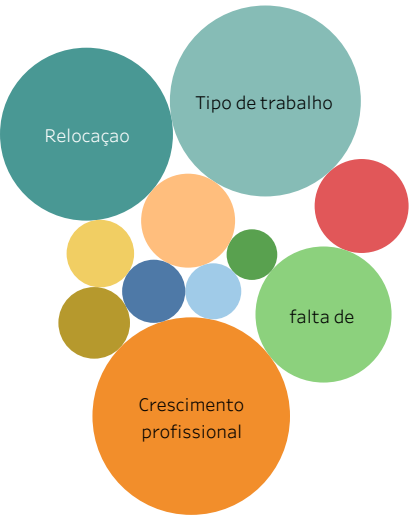 Tipo de trabalho
Relocaçao
falta de
Crescimento
profissional